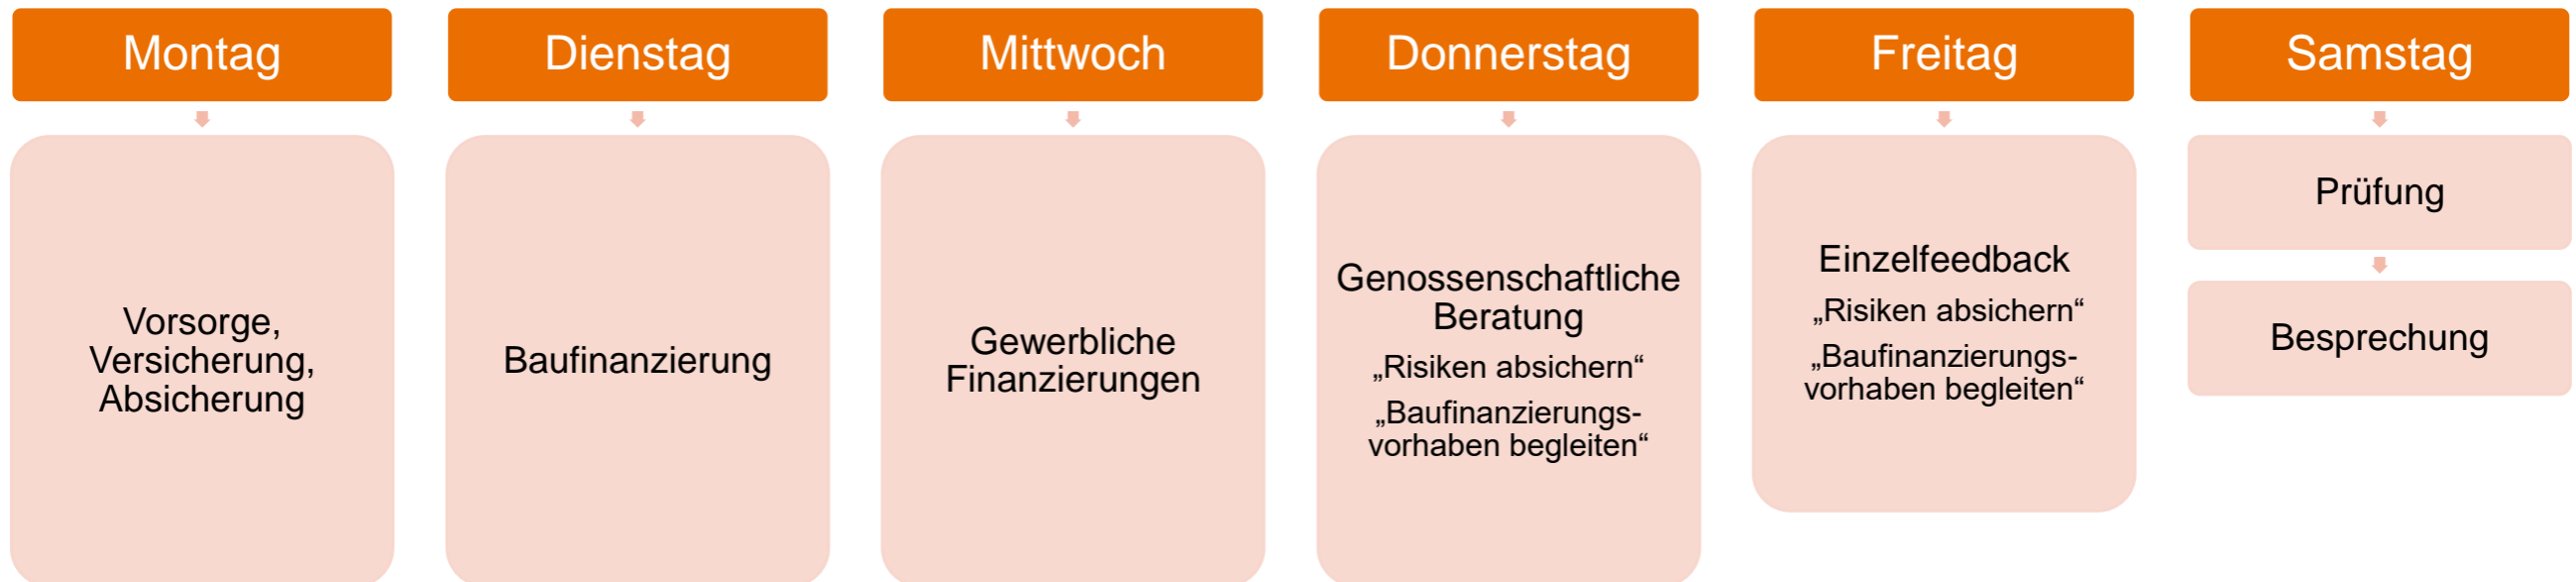 Montag
Vorsorge,
Versicherung,
Absicherung
Dienstag
Baufinanzierung
Mittwoch
Gewerbliche
Finanzierungen
Donnerstag
Genossenschaftliche
Beratung
„Risiken absichern“
„Baufinanzierungs-
vorhaben begleiten“
Freitag
Einzelfeedback
„Risiken absichern“
„Baufinanzierungs-
vorhaben begleiten“
Samstag
Prüfung
Besprechung